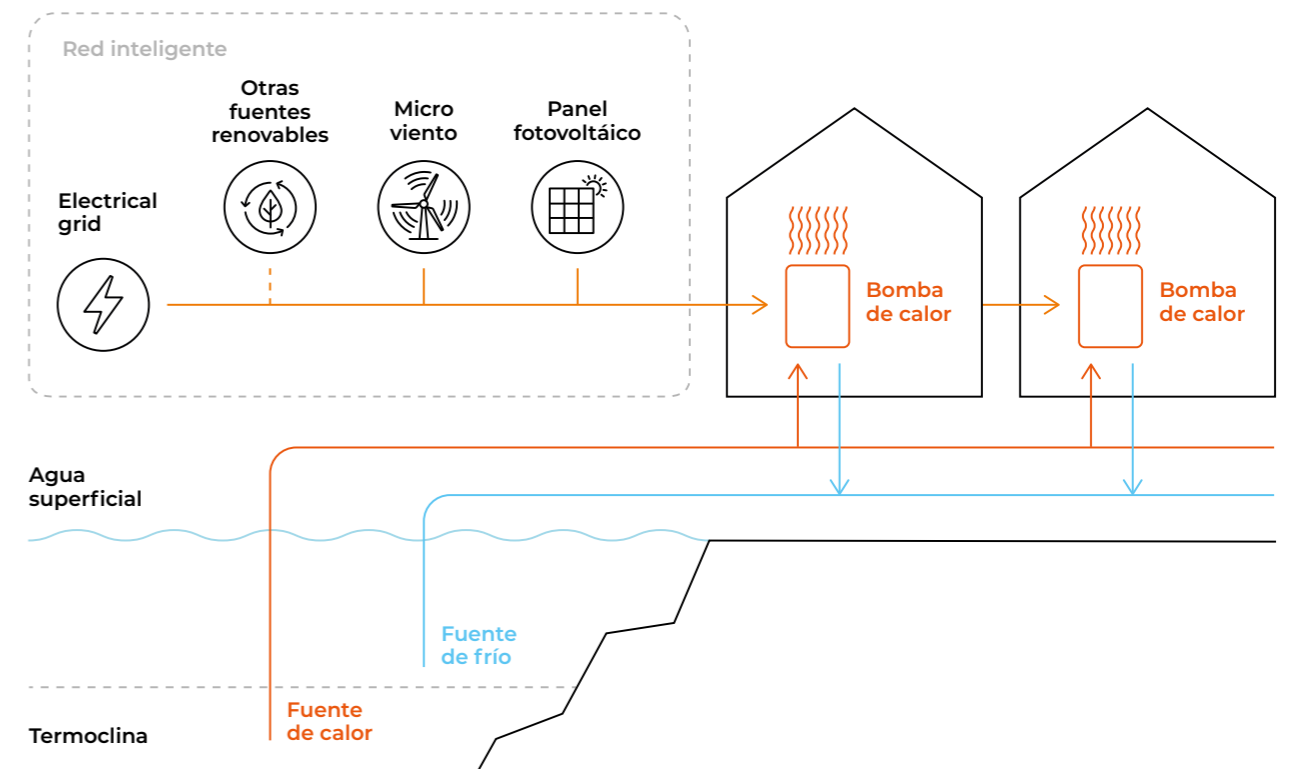 Red inteligente
Otras
fuentes
renovables
Micro
viento
Panel
fotovoltáico
Electrical
grid
Bomba
de calor
Bomba
de calor
Agua
superficial
Fuente
de frío
Fuente
de calor
Termoclina